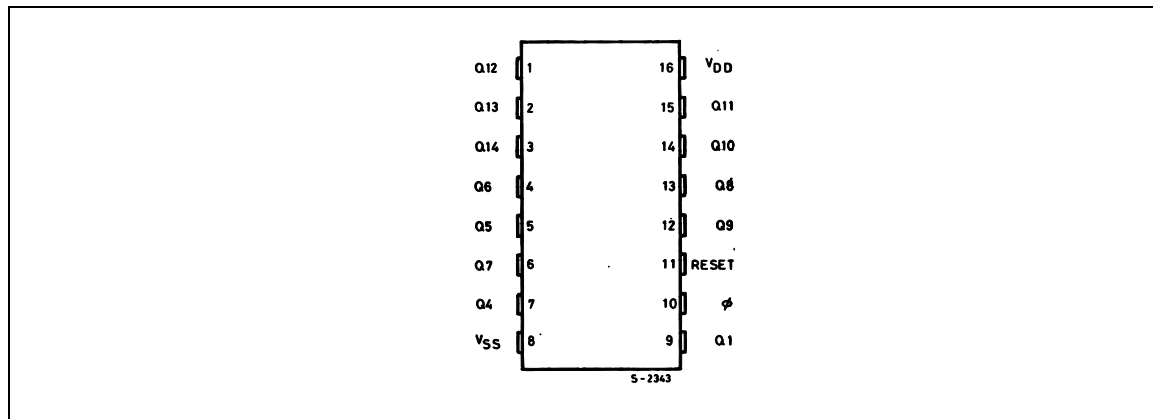 Q12 1 16 VDD
Q13 2 15 Q11
Q14 3 14 Q10
Q6 4 13 Q8
Q5 5 12 Q9
Q7 6 11 RESET
Q4 7 10 ϕ
VSS 8 9 Q1
S-2343